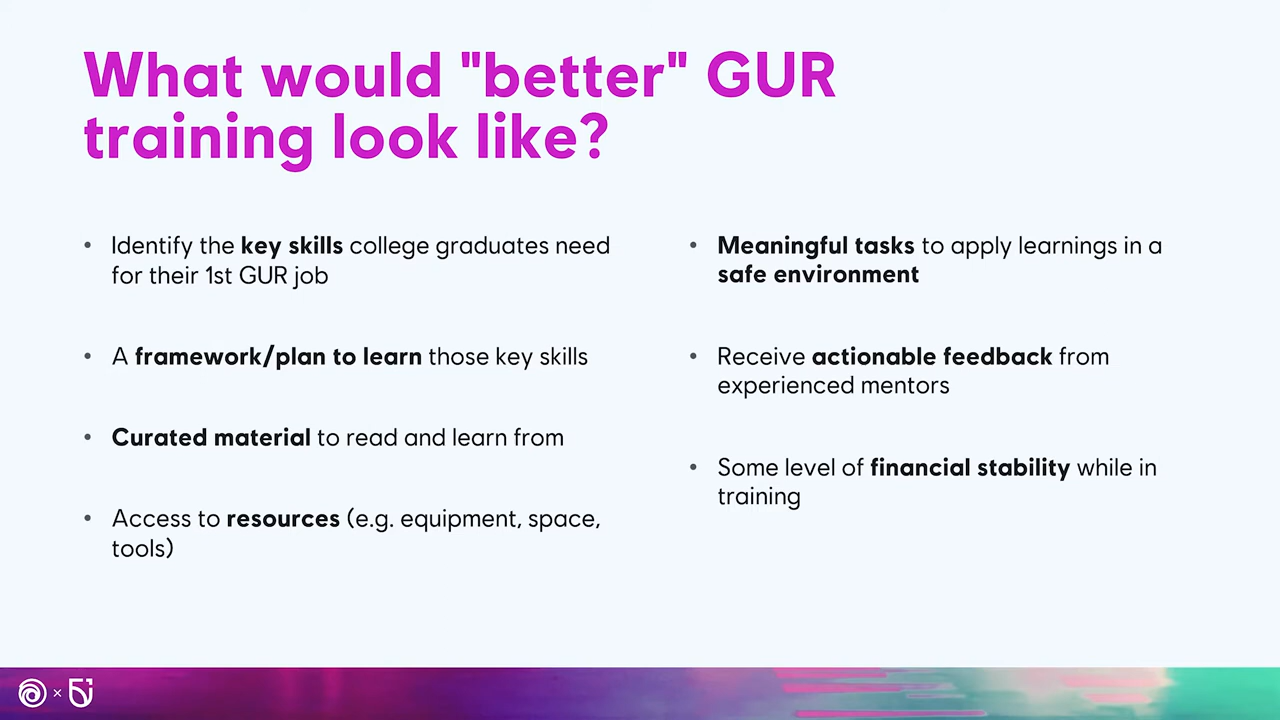 What would "better" GUR
training look like?
• Identify the key skills college graduates need
for their 1st GUR job
• A framework/plan to learn those key skills
• Curated material to read and learn from
• Access to resources (e.g. equipment, space,
tools)
• Meaningful tasks to apply learnings in a
safe environment
• Receive actionable feedback from
experienced mentors
• Some level of financial stability while in
training
×